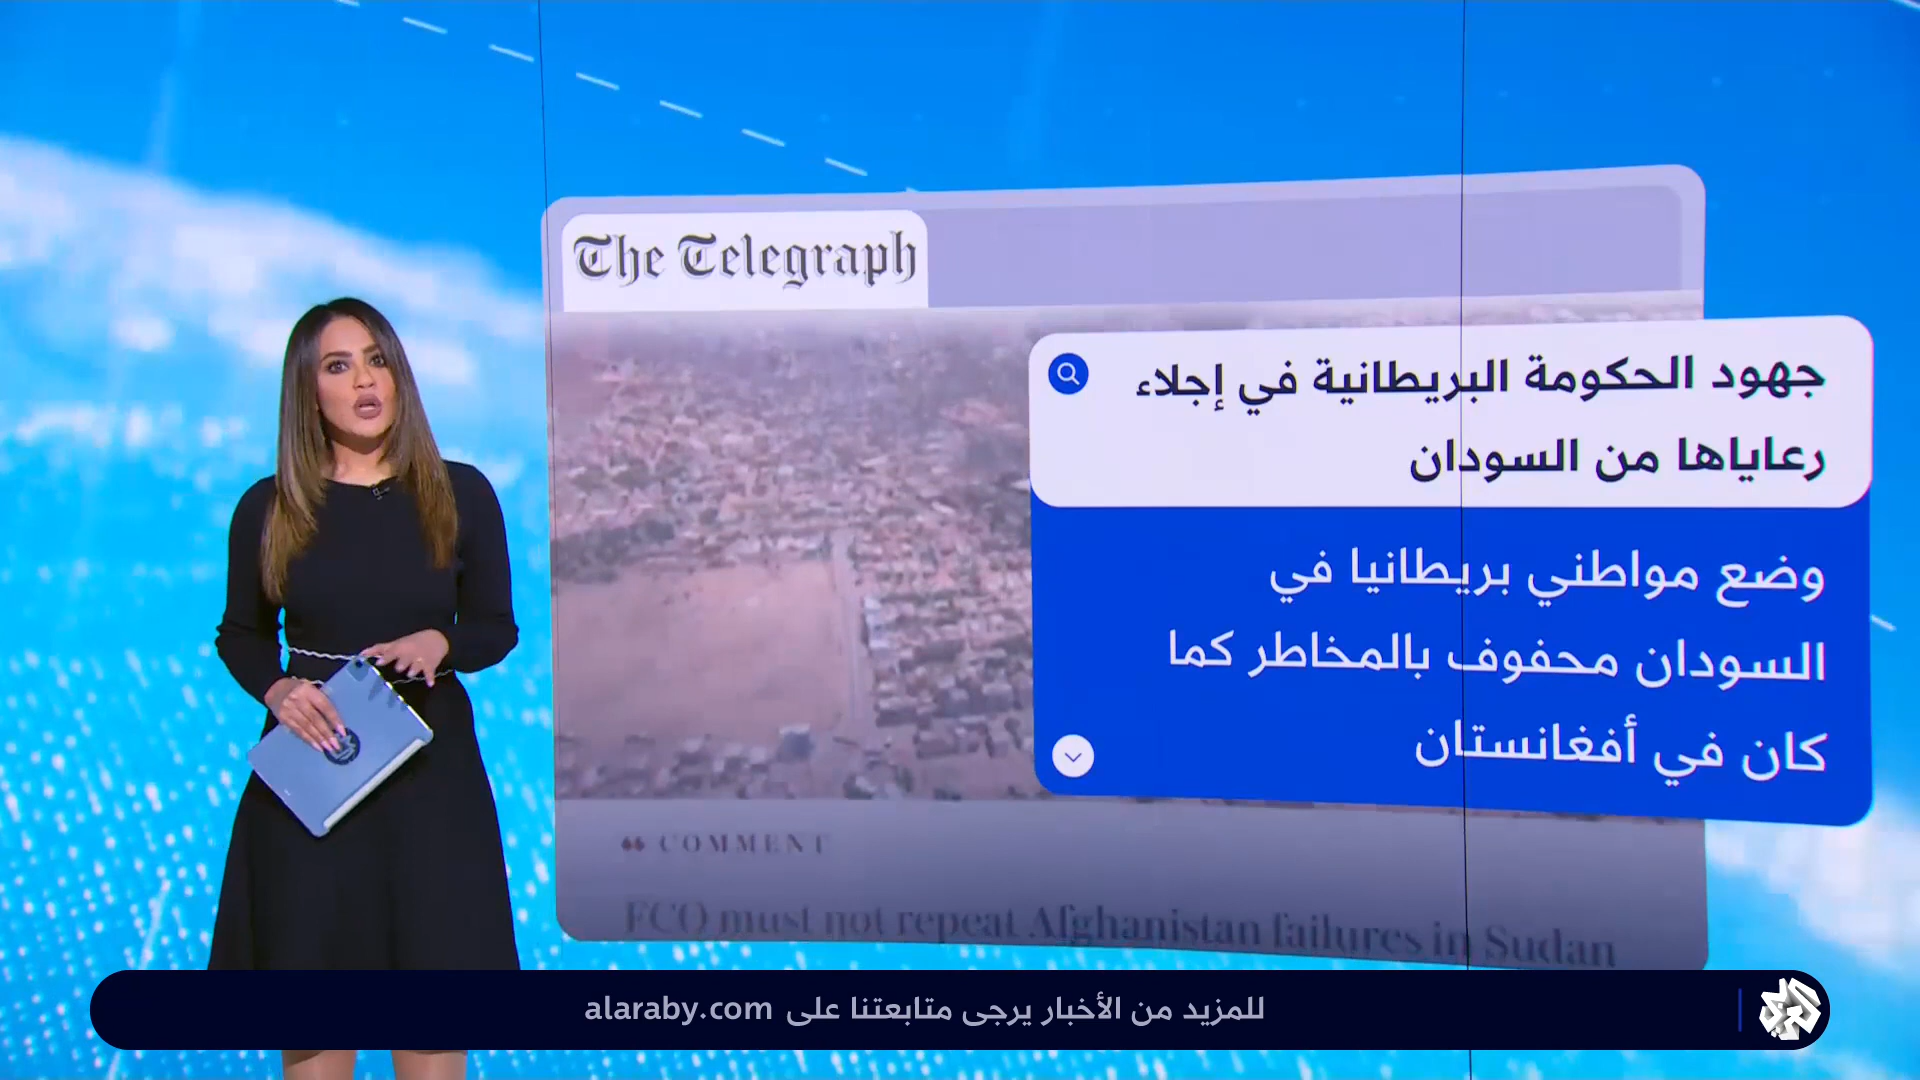 The Telegraph
جهود الحكومة البريطانية في إجلاء
رعاياها من السودان
وضع مواطني بريطانيا في
السودان محفوف بالمخاطر كما
كان في أفغانستان
COMMENT
FCO must not repeat Afghanistan failures in Sudan
للمزيد من الأخبار يرجى متابعتنا على alaraby.com